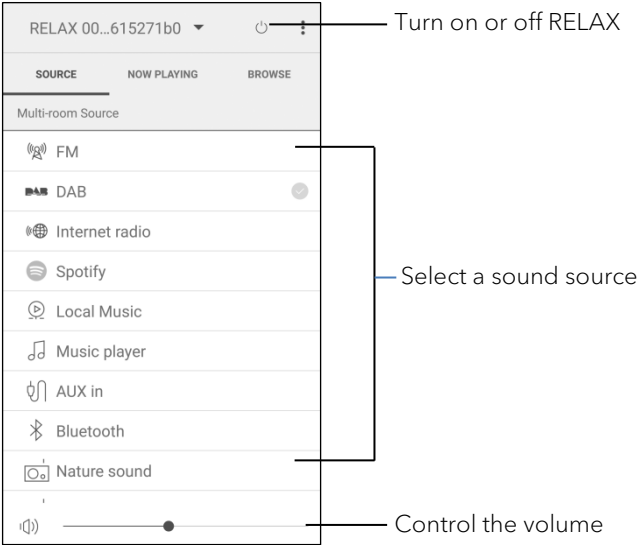 RELAX 00...615271b0
Turn on or off RELAX
SOURCE NOW PLAYING BROWSE
Multi-room Source
FM
DAB DAB
Internet radio
Spotify
Select a sound source
Local Music
Music player
AUX in
Bluetooth
Nature sound
Control the volume